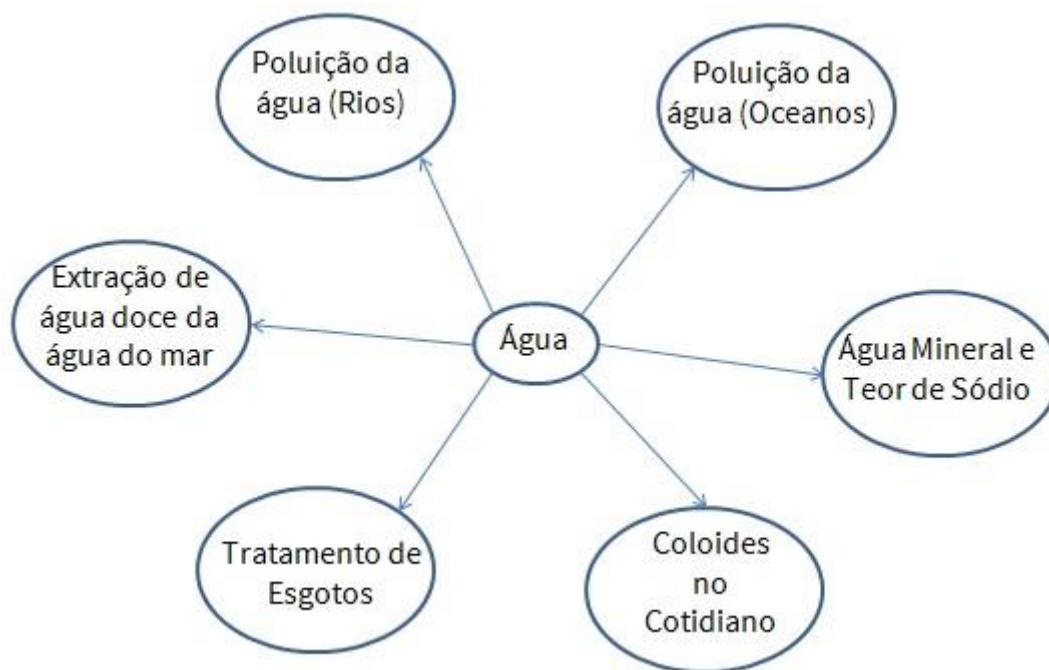 Poluição da
água (Rios)
Poluição da
água (Oceanos)
Extração de
água doce da
água do mar
Água
Água Mineral e
Teor de Sódio
Tratamento de
Esgotos
Coloides
no
Cotidiano